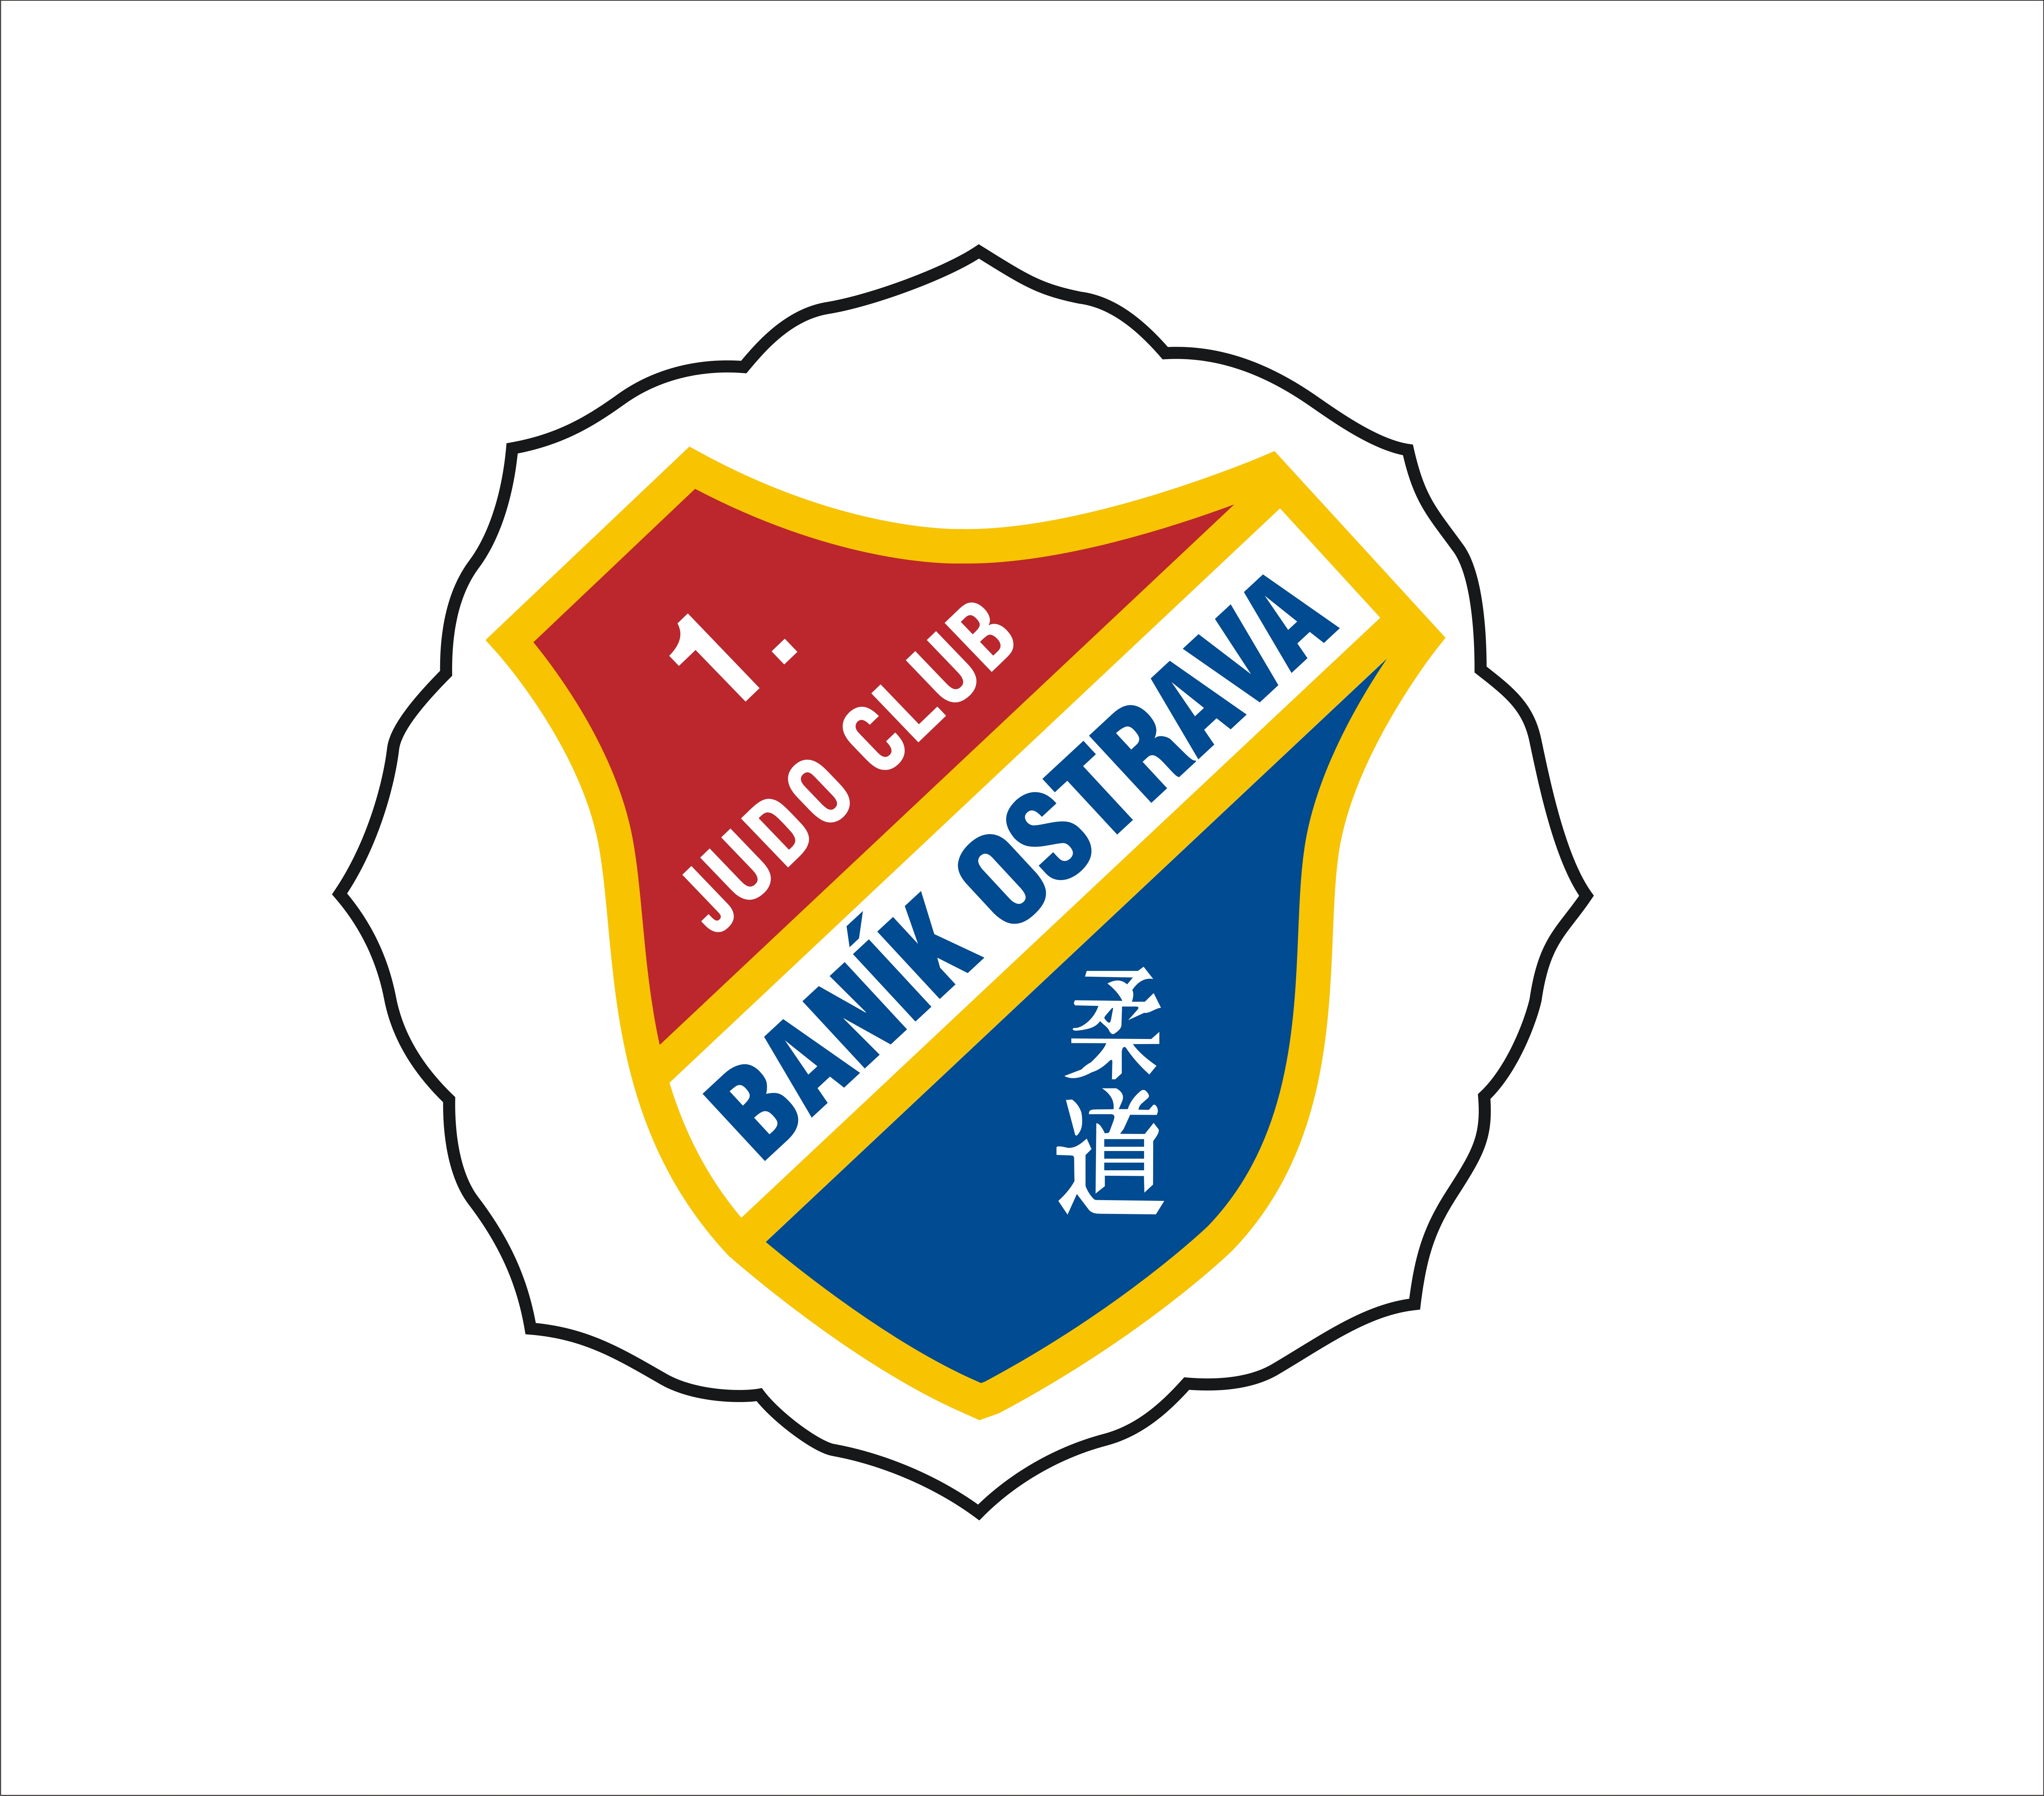 1.
JUDO CLUB
BANÍK OSTRAVA
柔道